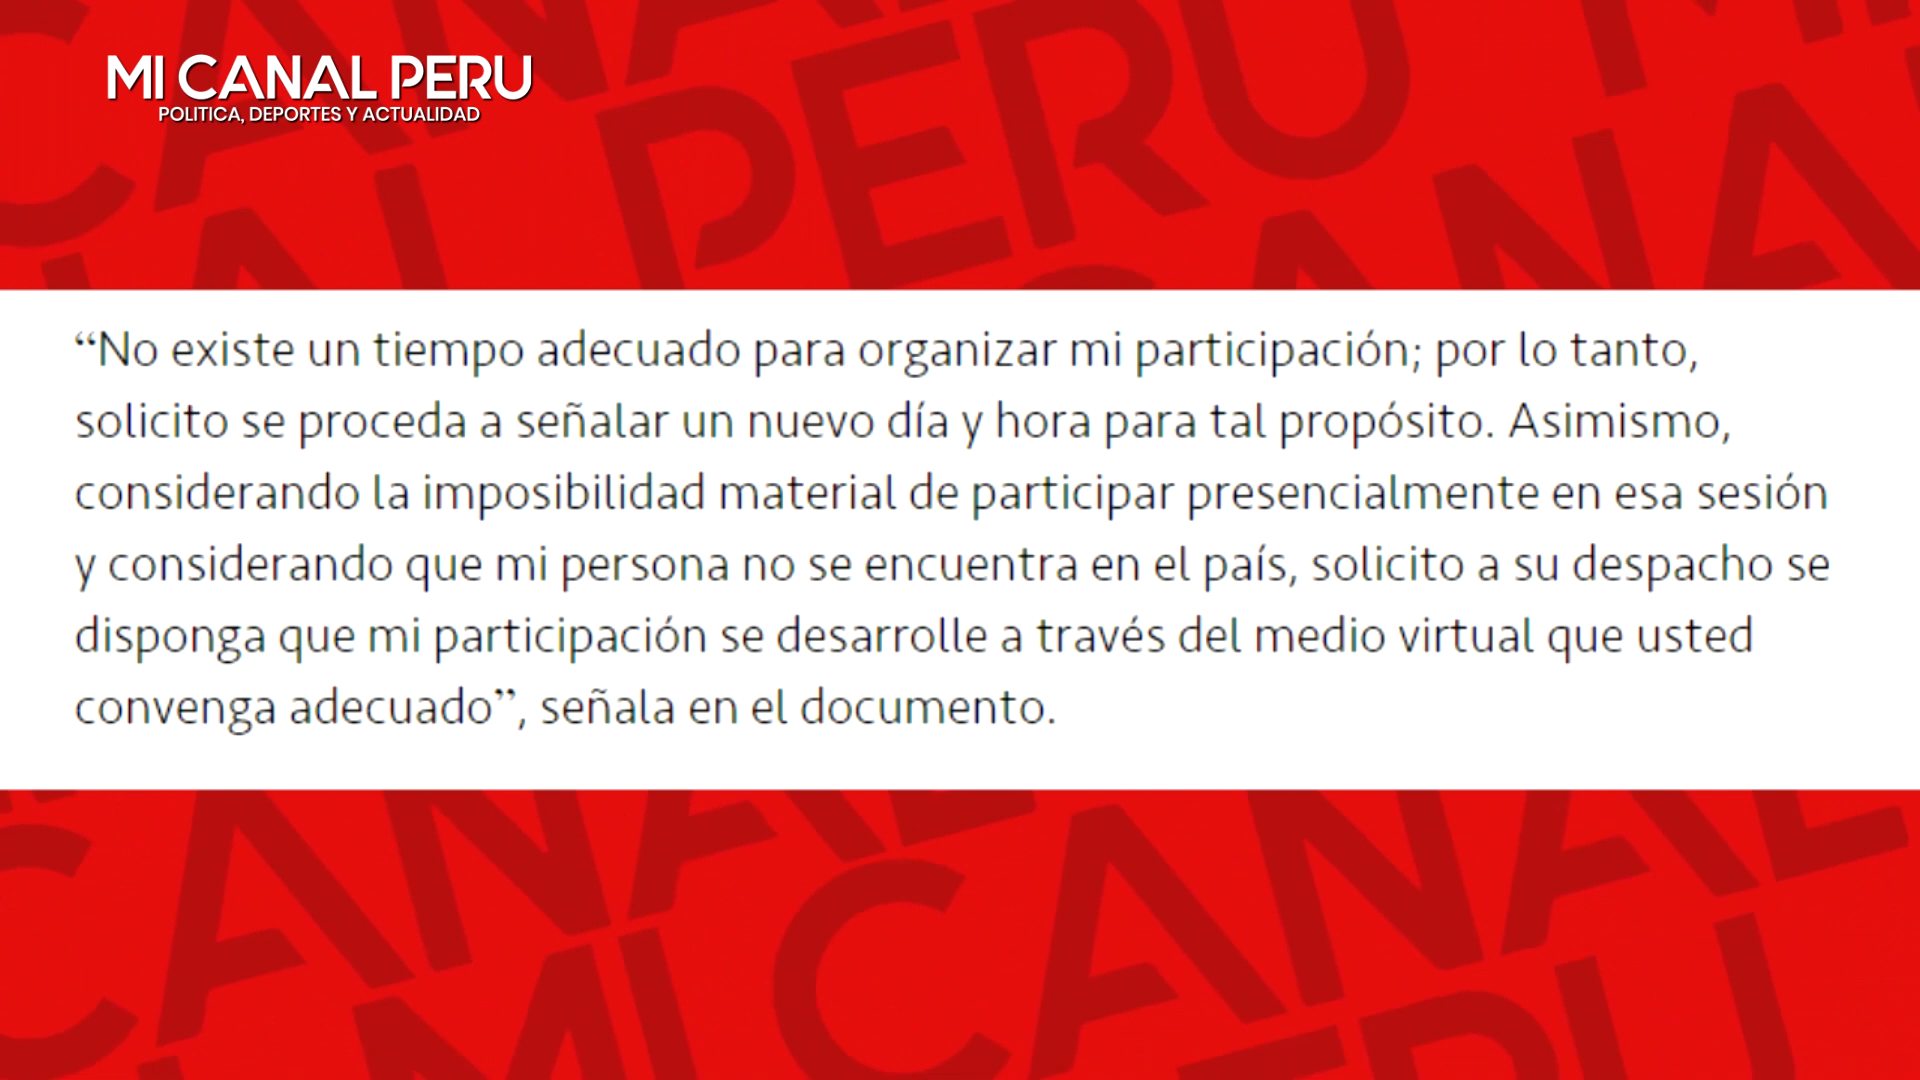 MI CANAL PERU
POLITICA, DEPORTES Y ACTUALIDAD
“No existe un tiempo adecuado para organizar mi participación; por lo tanto,
solicito se proceda a señalar un nuevo día y hora para tal propósito. Asimismo,
considerando la imposibilidad material de participar presencialmente en esa sesión
y considerando que mi persona no se encuentra en el país, solicito a su despacho se
disponga que mi participación se desarrolle a través del medio virtual que usted
convenga adecuado”, señala en el documento.